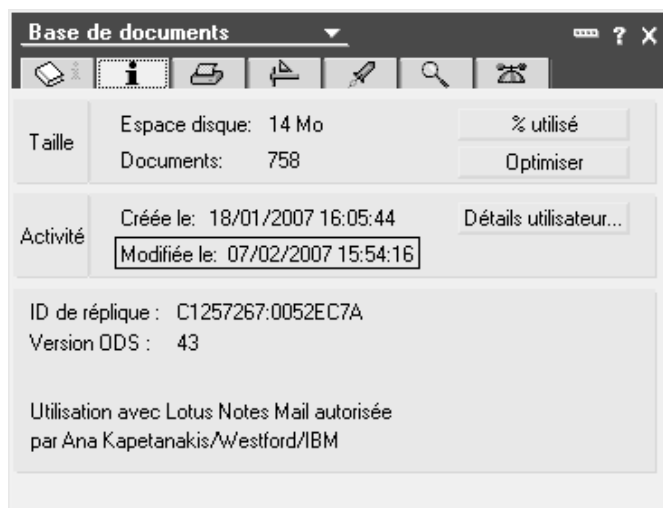 Base de documents
? X
i
Taille
Espace disque: 14 Mo
% utilisé
Documents: 758
Optimiser
Activité
Créée le: 18/01/2007 16:05:44
Détails utilisateur...
Modifiée le: 07/02/2007 15:54:16
ID de réplique : C1257267:0052EC7A
Version ODS : 43
Utilisation avec Lotus Notes Mail autorisée
par Ana Kapetanakis/Westford/IBM